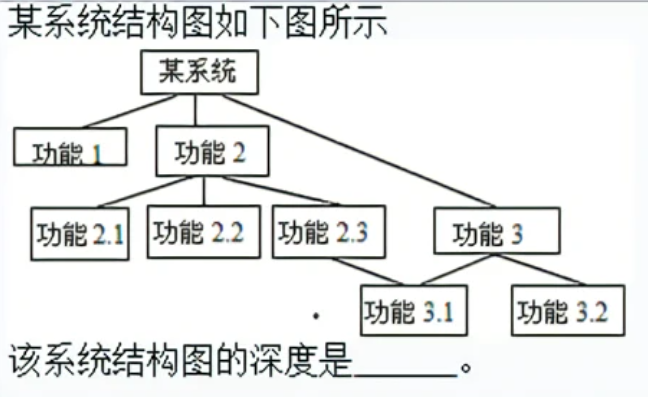 某系统结构图如下图所示
某系统
功能 1
功能 2
功能 2.1
功能 2.2
功能 2.3
功能 3
功能 3.1
功能 3.2
该系统结构图的深度是______。